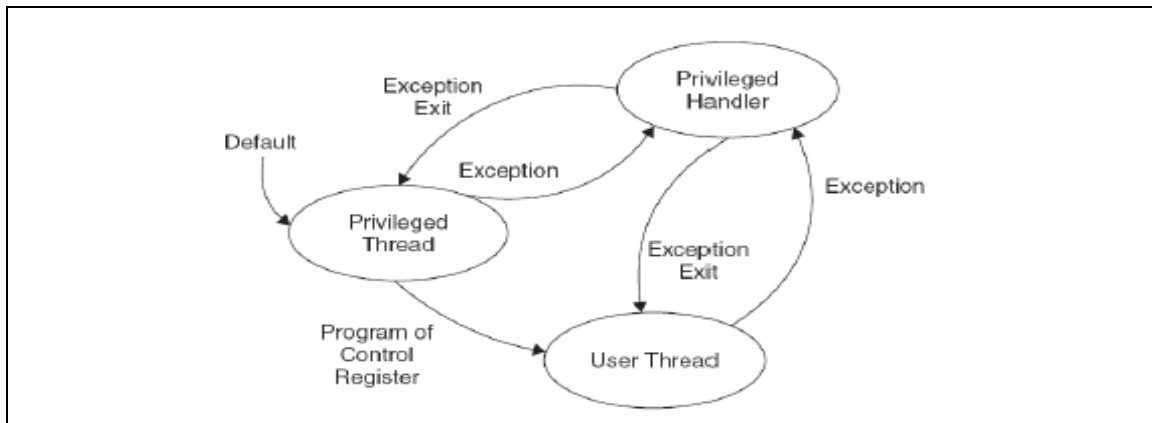 Privileged
Handler
Exception
Exit
Default
Exception
Exception
Privileged
Thread
Exception
Exit
Program of
Control
Register
User Thread